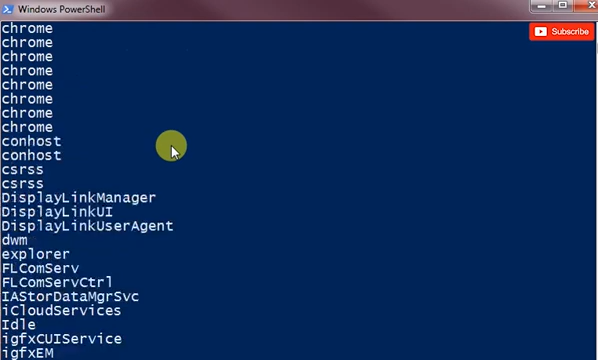 Windows PowerShell
Subscribe
chrome
chrome
chrome
chrome
chrome
chrome
chrome
chrome
conhost
conhost
csrss
csrss
DisplayLinkManager
DisplayLinkUI
DisplayLinkUserAgent
dwm
explorer
FLComServ
FLComServCtrl
IAStorDataMgrSvc
iCloudServices
Idle
igfxCUIService
igfxEM